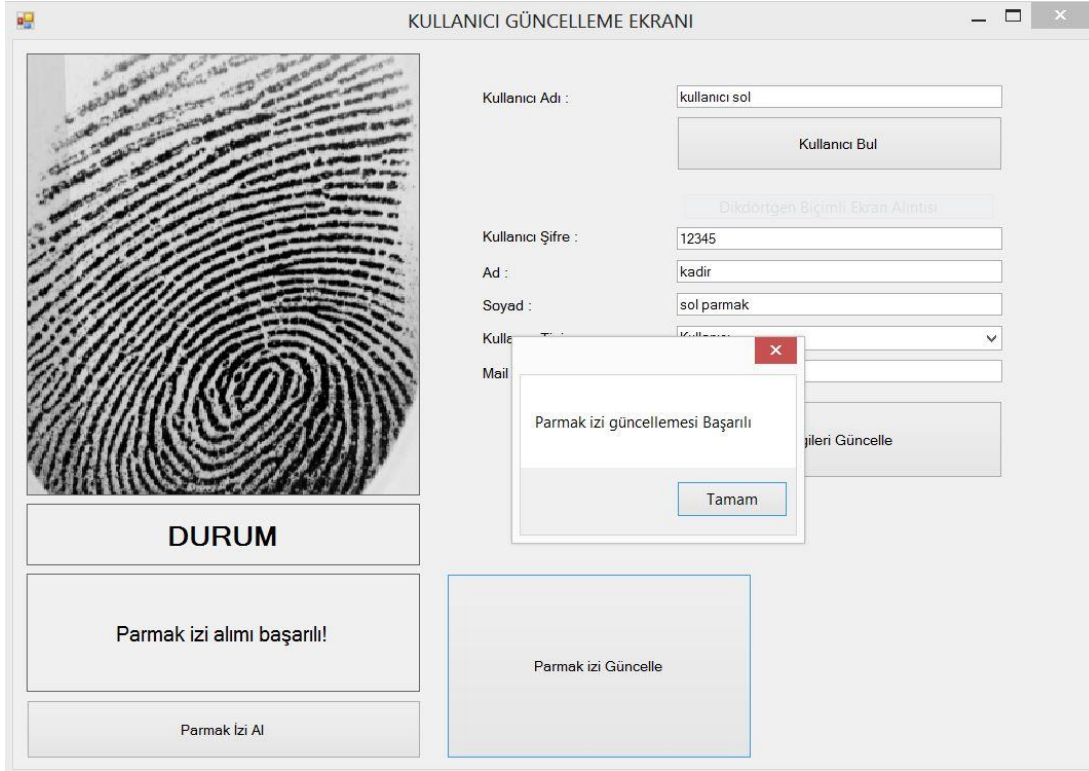 KULLANICI GÜNCELLEME EKRANI
Kullanıcı Adı : kullanıcı sol
Kullanıcı Bul
Dikdörtgen Biçimli Ekran Alıntısı
Kullanıcı Şifre : 12345
Ad : kadir
Soyad : sol parmak
Mail
Parmak izi güncellemesi Başarılı
Güncelle
Tamam
DURUM
Parmak izi alımı başarılı!
Parmak izi Güncelle
Parmak İzi Al